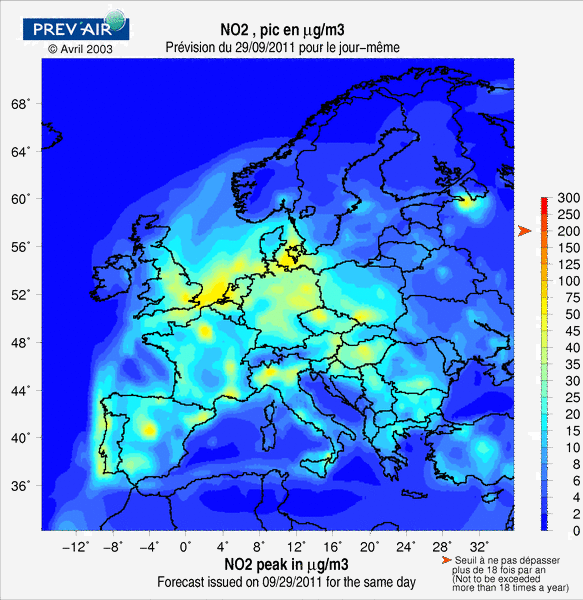 PREV'AIR
© Avril 2003
NO2 , pic en µg/m3
Prévision du 29/09/2011 pour le jour−même
68°
64°
60°
56°
52°
48°
44°
40°
36°
−12° −8° −4° 0° 4° 8° 12° 16° 20° 24° 28° 32°
300
250
200
150
125
100
75
50
45
40
35
30
25
20
15
10
8
6
4
2
0
NO2 peak in µg/m3
Forecast issued on 09/29/2011 for the same day
Seuil à ne pas dépasser
plus de 18 fois par an
(Not to be exceeded
more than 18 times a year)